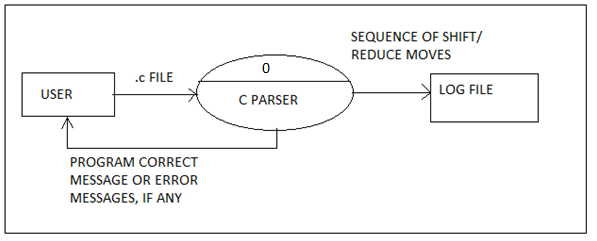 SEQUENCE OF SHIFT/
REDUCE MOVES
.c FILE
0
USER
C PARSER
LOG FILE
PROGRAM CORRECT
MESSAGE OR ERROR
MESSAGES, IF ANY